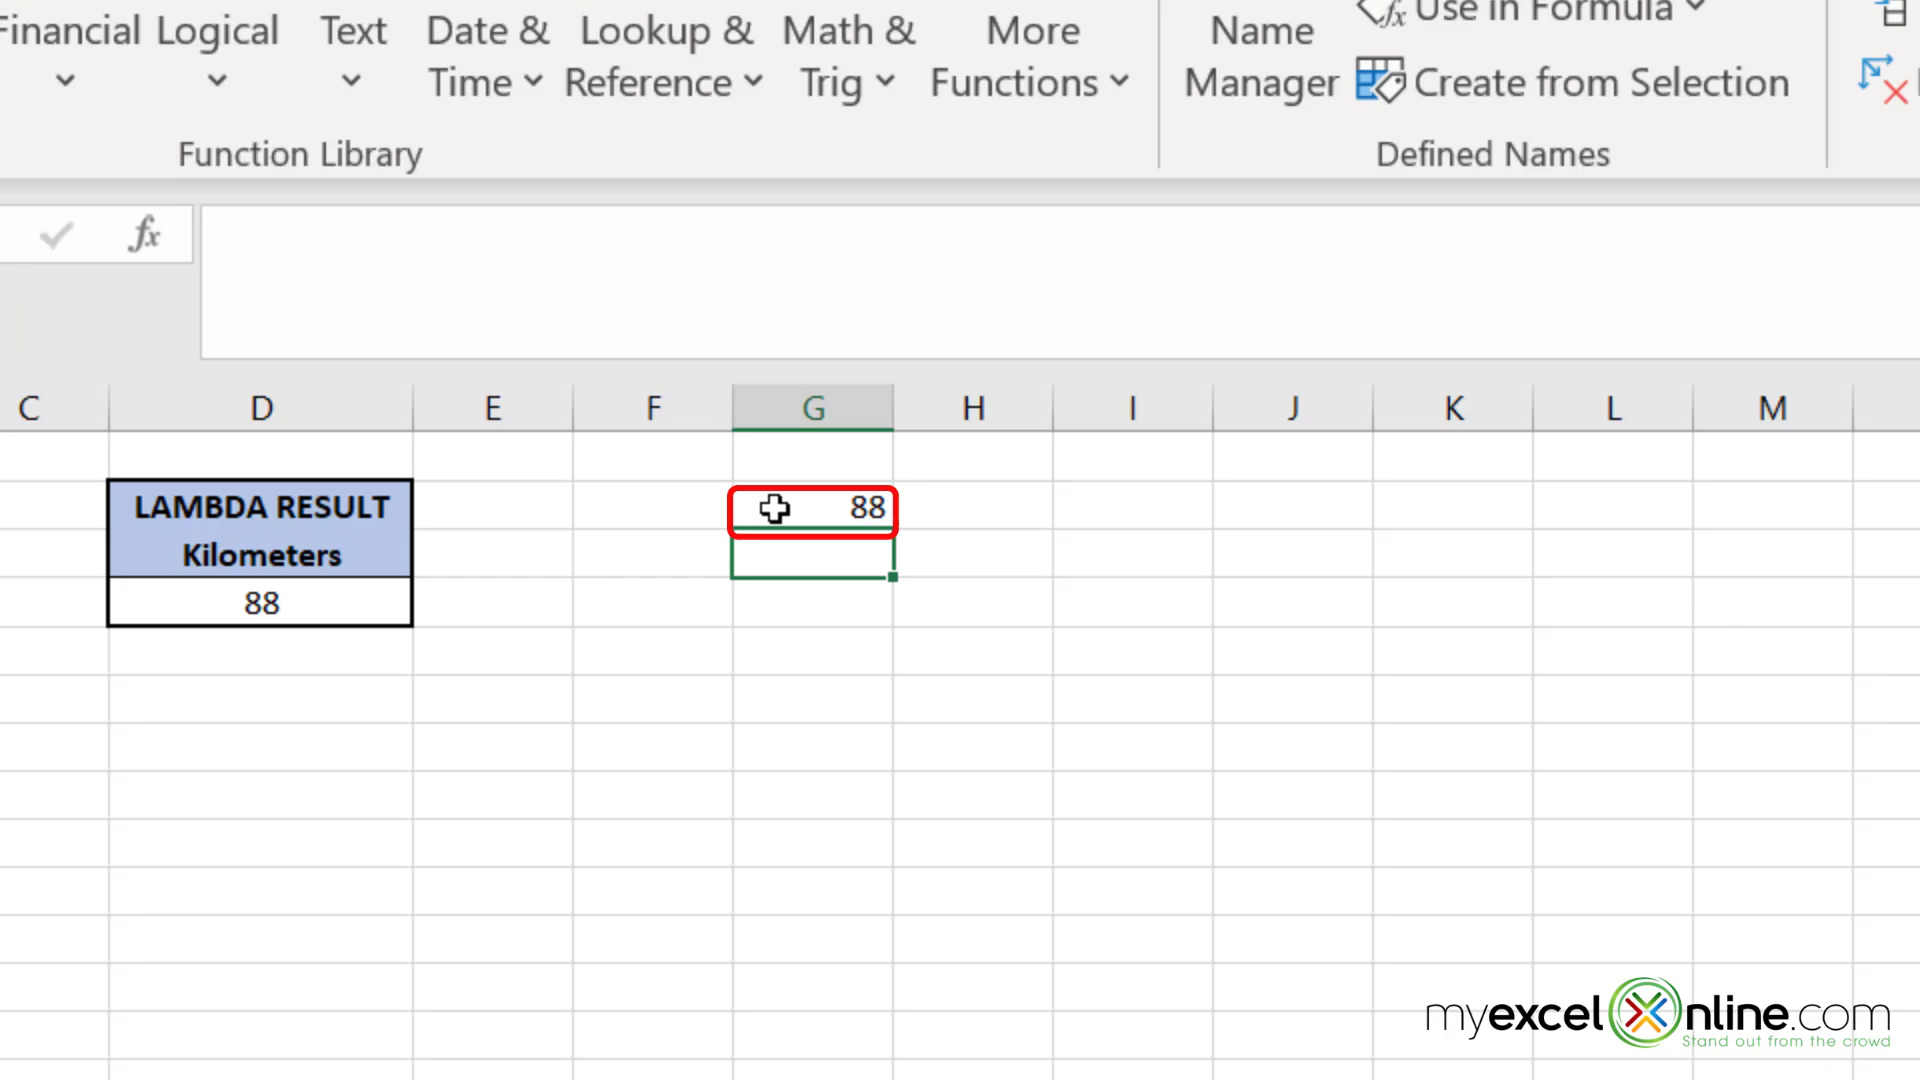 Financial Logical Text Date & Time Lookup & Reference Math & Trig More Functions
Name Manager
Use in Formula
Create from Selection
Function Library
Defined Names
fx
C D E F G H I J K L M
LAMBDA RESULT
Kilometers
88
88
myexcelonline.com
Stand out from the crowd